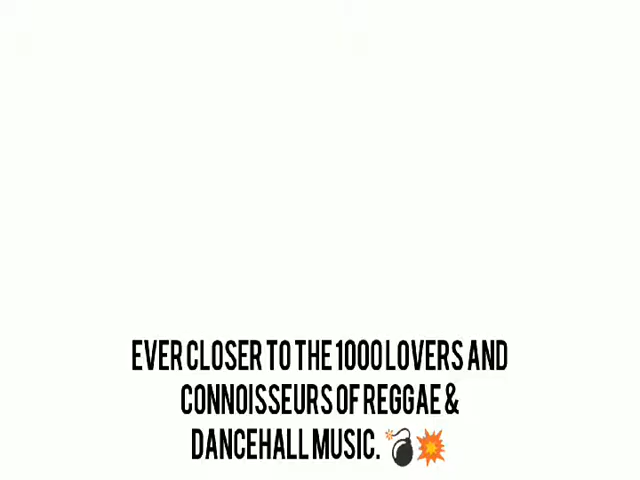 EVER CLOSER TO THE 1000 LOVERS AND
CONNOISSEURS OF REGGAE &
DANCEHALL MUSIC. 💣💥